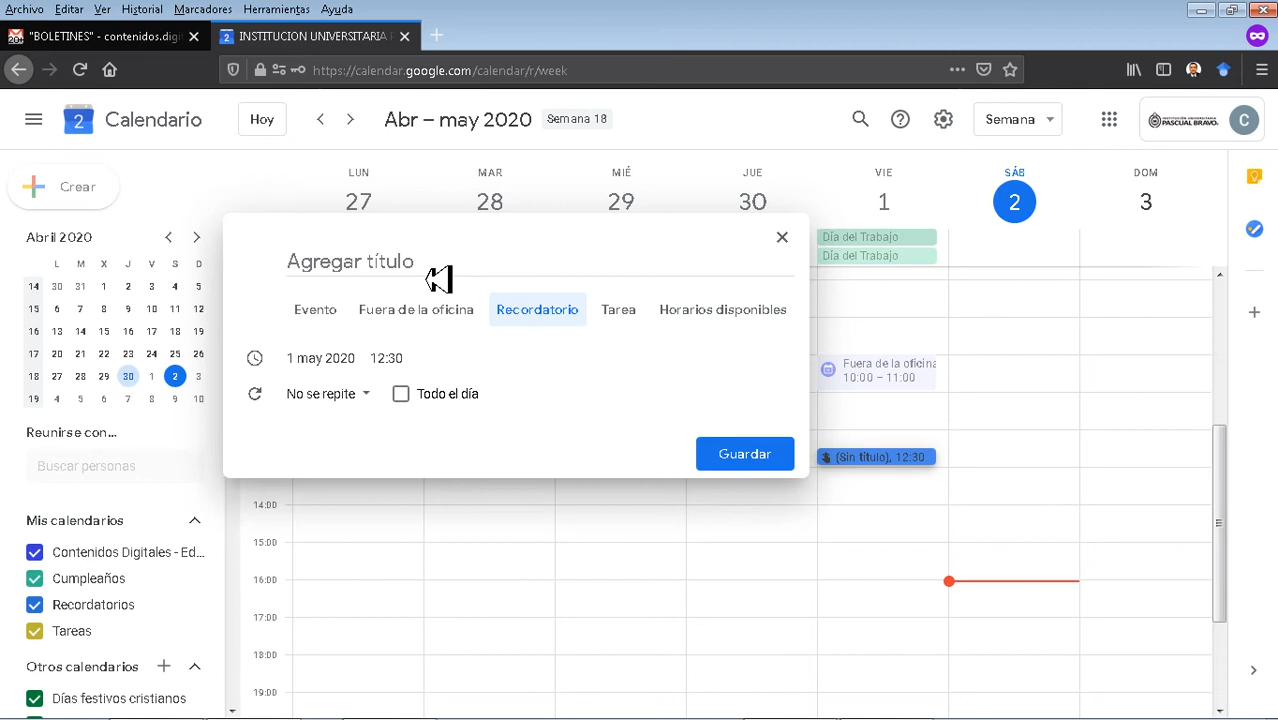 Archivo Editar Ver Historial Marcadores Herramientas Ayuda
"BOLETINES" - contenidos.digi
INSTITUCION UNIVERSITARIA P
https://calendar.google.com/calendar/r/week
2 Calendario
Hoy
Abr – may 2020
Semana 18
Semana
INSTITUCIÓN UNIVERSITARIA
PASCUAL BRAVO.
C
Crear
LUN MAR MIÉ JUE VIE SÁB DOM
27 28 29 30 1 2 3
Abril 2020
L M X J V S D
14 30 31 1 2 3 4 5
15 6 7 8 9 10 11 12
16 13 14 15 16 17 18 19
17 20 21 22 23 24 25 26
18 27 28 29 30 1 2 3
19 4 5 6 7 8 9 10
Reunirse con...
Buscar personas
Mis calendarios
Contenidos Digitales - Ed...
Cumpleaños
Recordatorios
Tareas
Otros calendarios
Días festivos cristianos
Agregar título
Evento Fuera de la oficina Recordatorio Tarea Horarios disponibles
1 may 2020 12:30
No se repite Todo el día
Guardar
Día del Trabajo
Día del Trabajo
Fuera de la oficina
10:00 – 11:00
(Sin título), 12:30
14:00
15:00
16:00
17:00
18:00
19:00